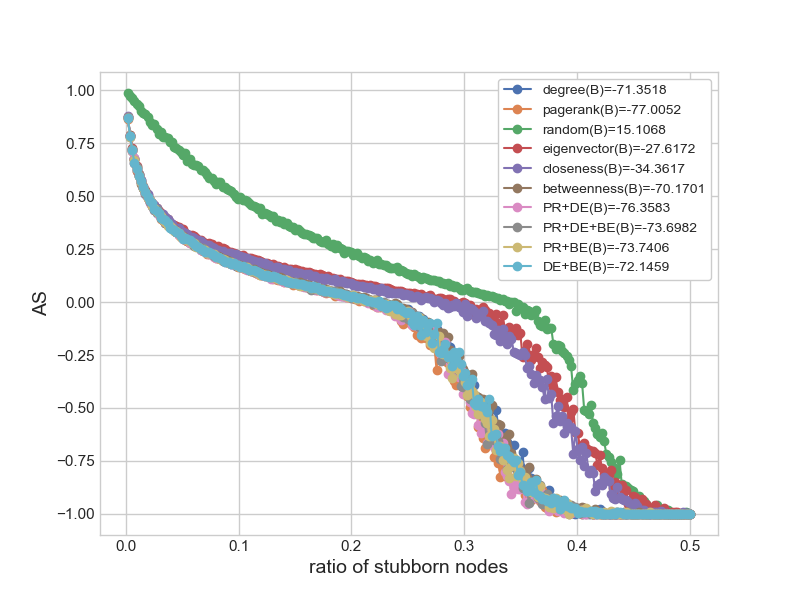 1.00
0.75
0.50
0.25
0.00
−0.25
−0.50
−0.75
−1.00
AS
degree(B)=-71.3518
pagerank(B)=-77.0052
random(B)=15.1068
eigenvector(B)=-27.6172
closeness(B)=-34.3617
betweenness(B)=-70.1701
PR+DE(B)=-76.3583
PR+DE+BE(B)=-73.6982
PR+BE(B)=-73.7406
DE+BE(B)=-72.1459
0.0 0.1 0.2 0.3 0.4 0.5
ratio of stubborn nodes